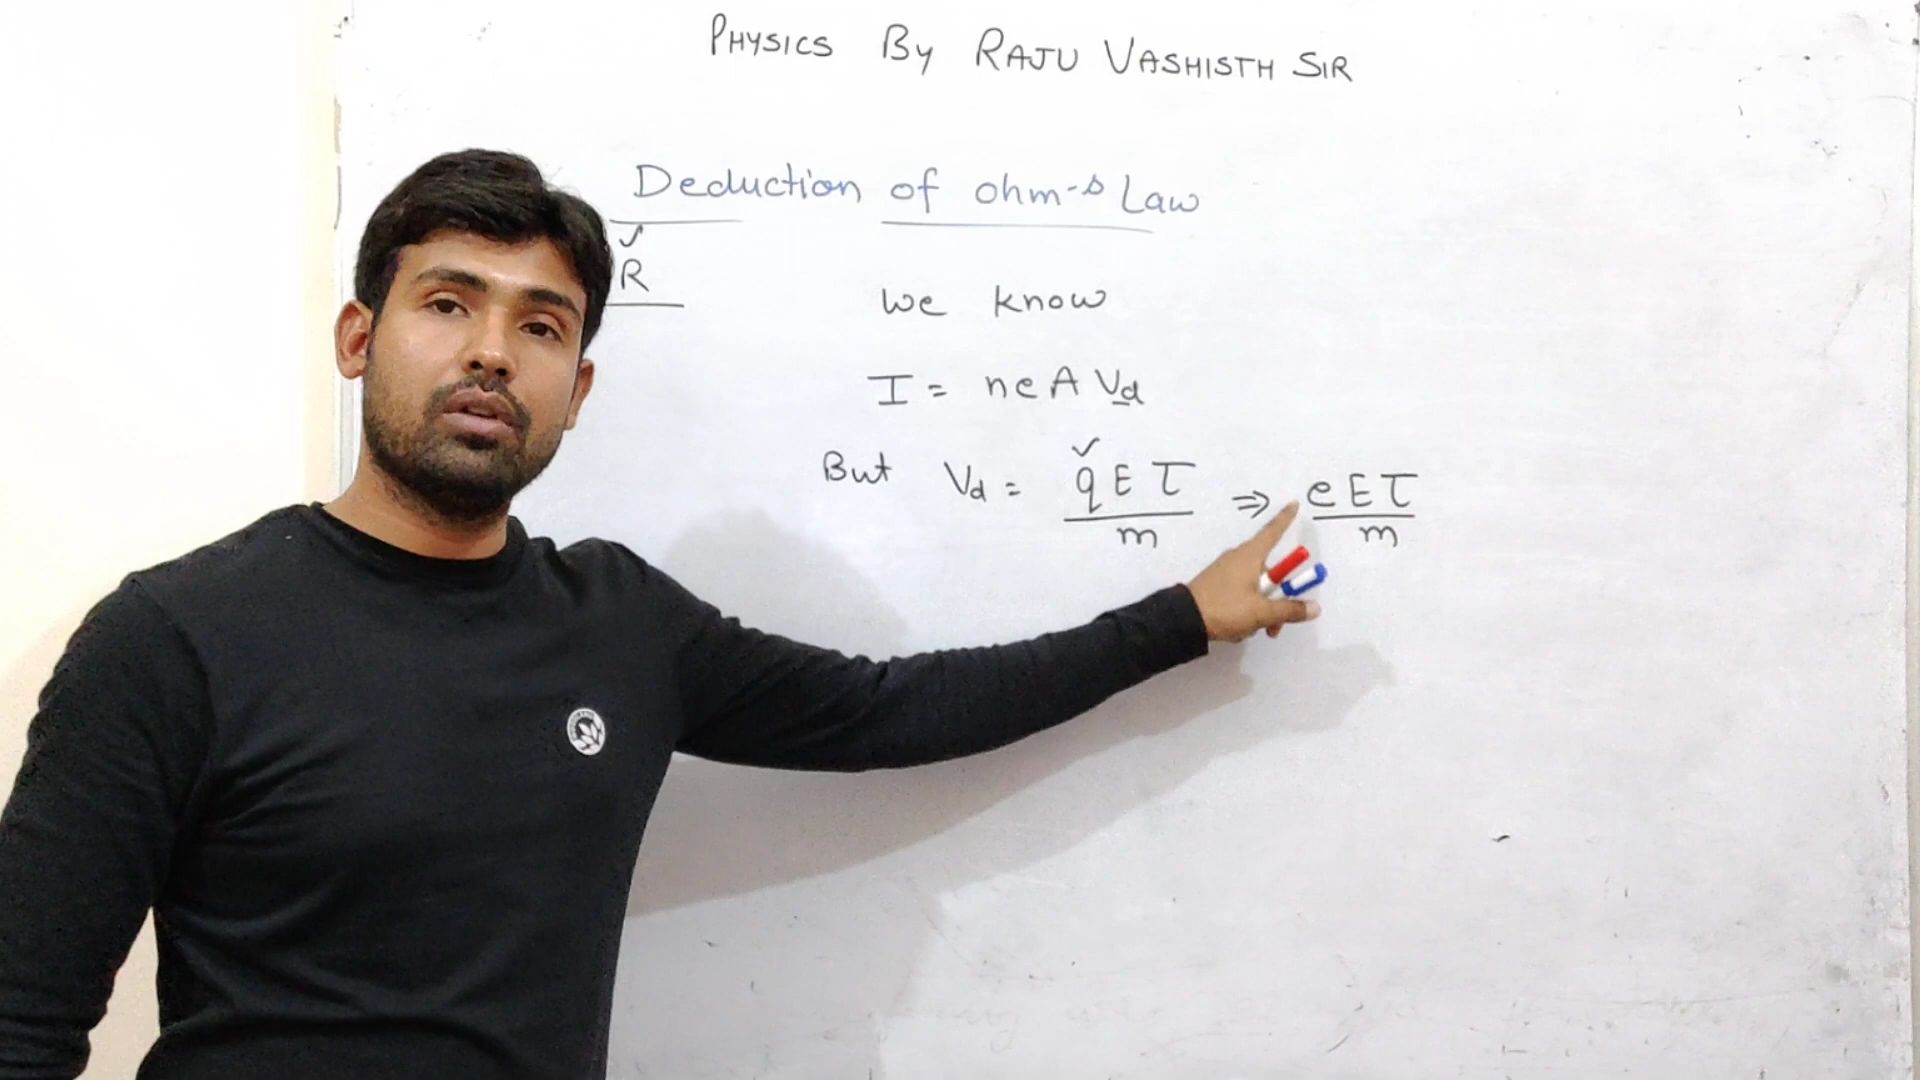 PHYSICS By RAJU VASHISTH SIR
Deduction of ohm-s Law
R
we know
I = neA Vd
But Vd = qEτ/m ⇒ eEτ/m